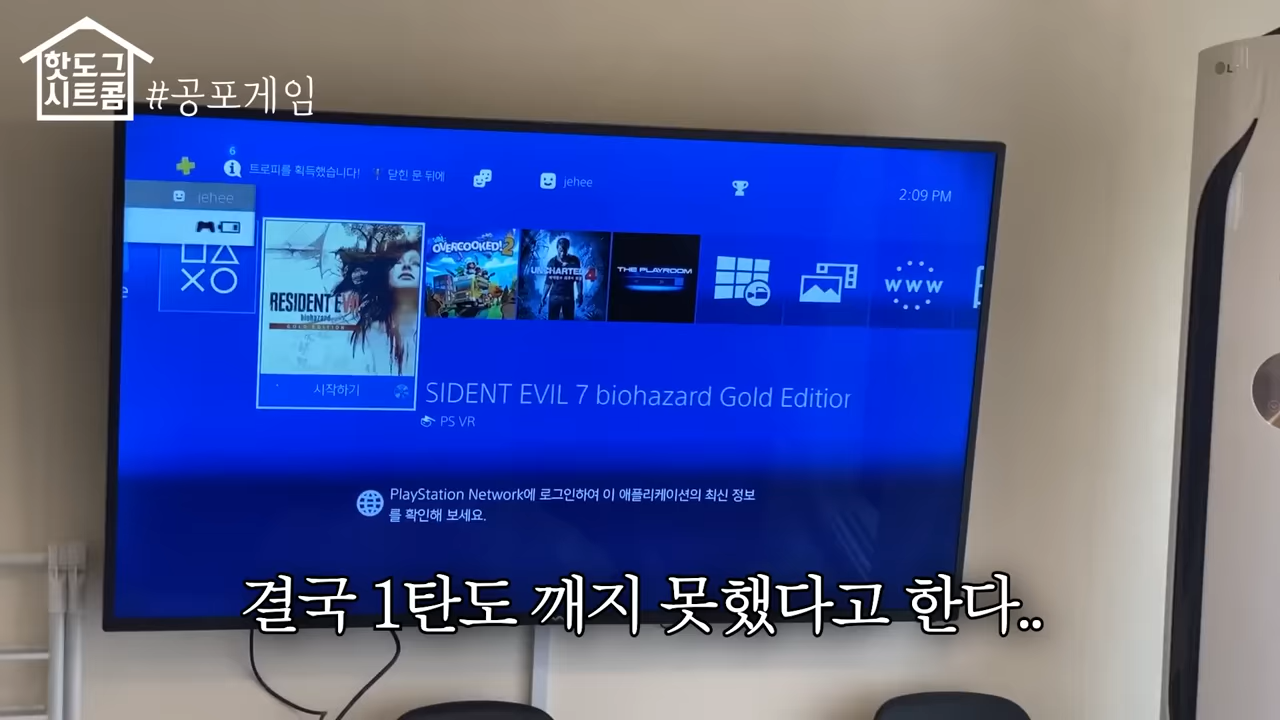 핫도그
시트콤
#공포게임
6
트로피를 획득했습니다! 닫힌 문 뒤에
jehee
2:09 PM
jehee
RESIDENT EVIL
biohazard
GOLD EDITION
OVERCOOKED! 2
UNCHARTED 4
THE PLAYROOM
www
시작하기
SIDENT EVIL 7 biohazard Gold Edition
PS VR
PlayStation Network에 로그인하여 이 애플리케이션의 최신 정보
를 확인해 보세요.
결국 1탄도 깨지 못했다고 한다..